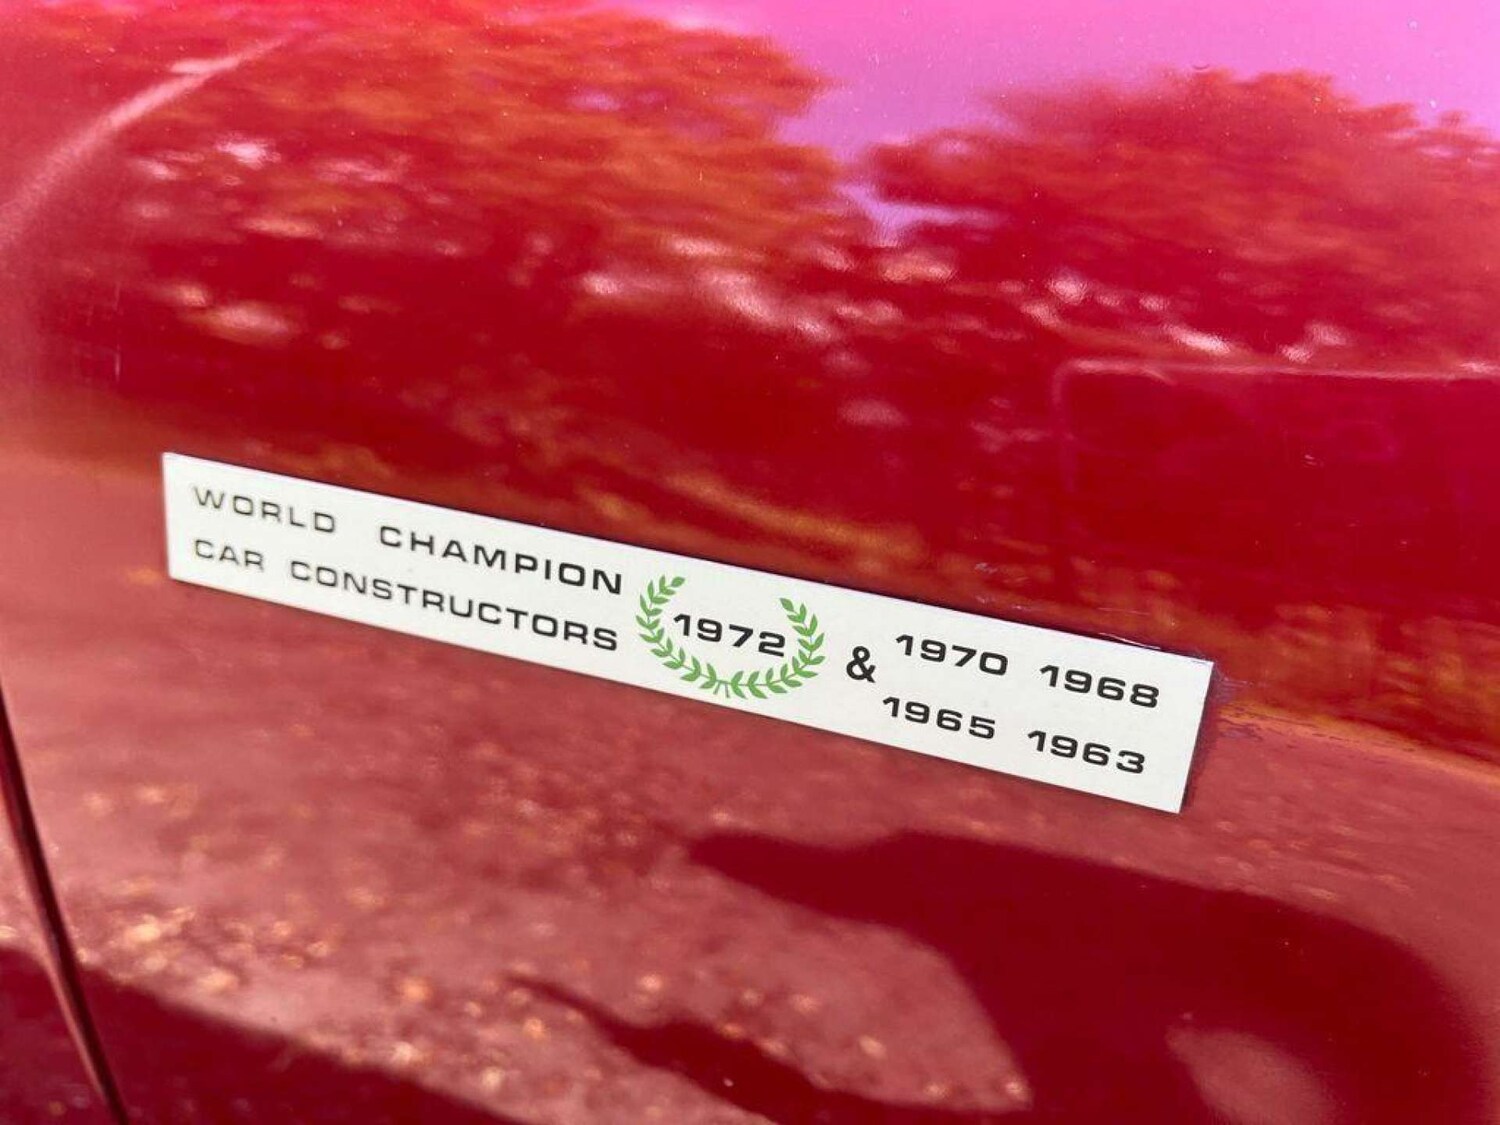 WORLD CHAMPION
CAR CONSTRUCTORS
1972
&
1970 1968
1965 1963